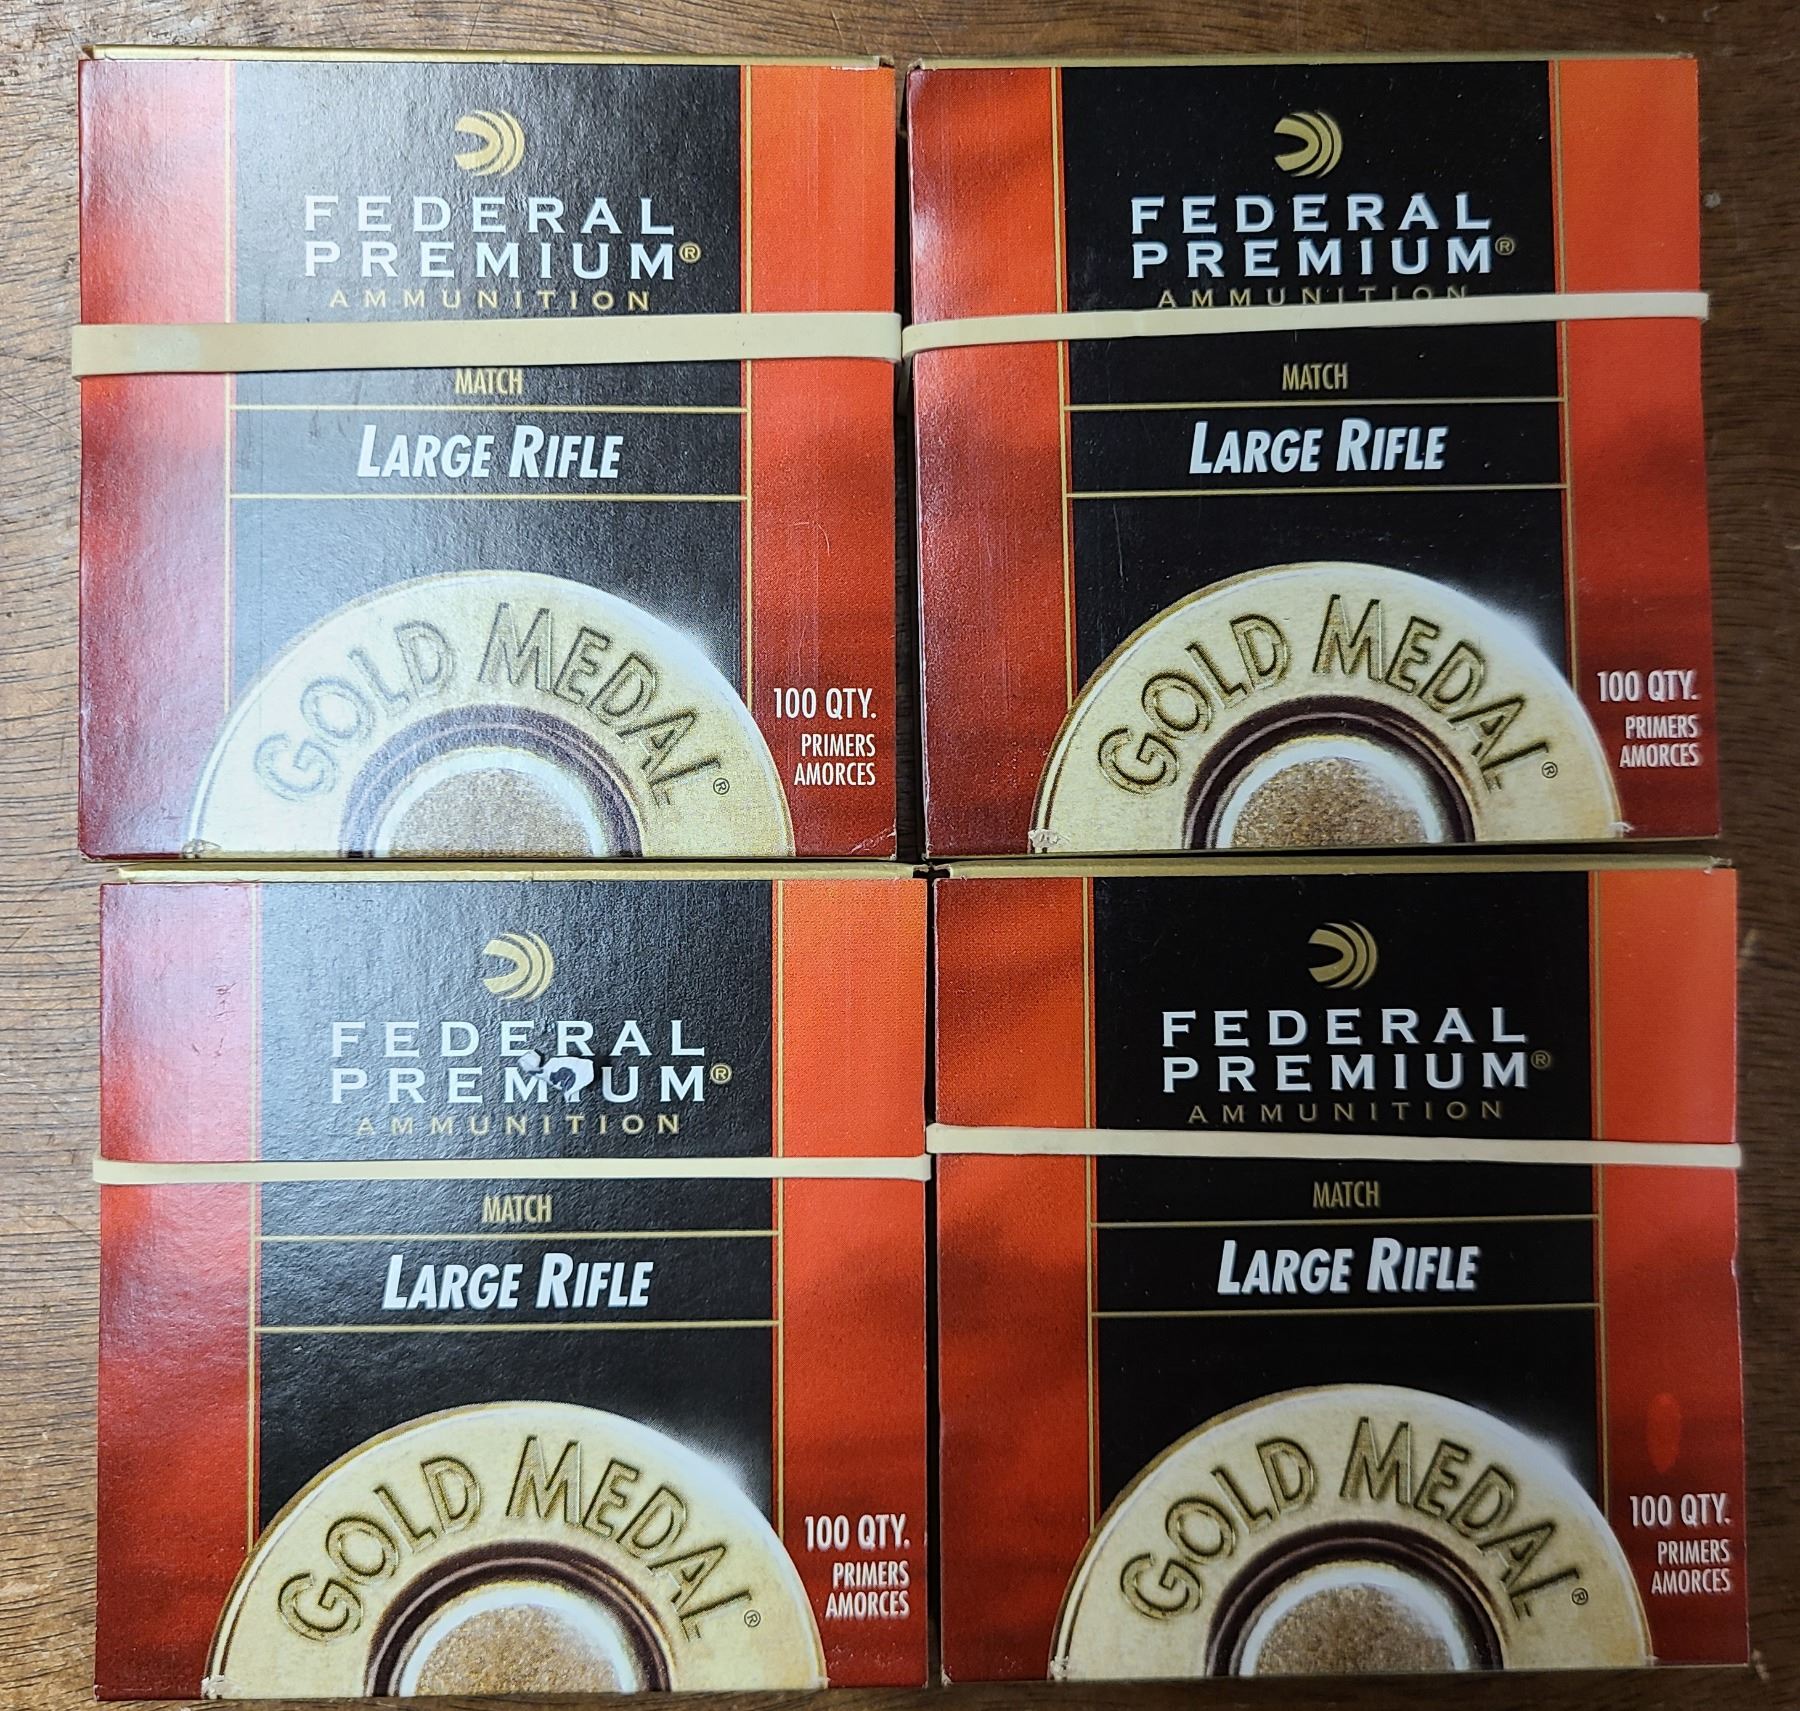 FEDERAL
PREMIUM®
AMMUNITION
MATCH
LARGE RIFLE
GOLD MEDAL®
100 QTY.
PRIMERS
AMORCES
FEDERAL
PREMIUM®
AMMUNITION
MATCH
LARGE RIFLE
GOLD MEDAL®
100 QTY.
PRIMERS
AMORCES
FEDERAL
PREMIUM®
AMMUNITION
MATCH
LARGE RIFLE
GOLD MEDAL®
100 QTY.
PRIMERS
AMORCES
FEDERAL
PREMIUM®
AMMUNITION
MATCH
LARGE RIFLE
GOLD MEDAL®
100 QTY.
PRIMERS
AMORCES